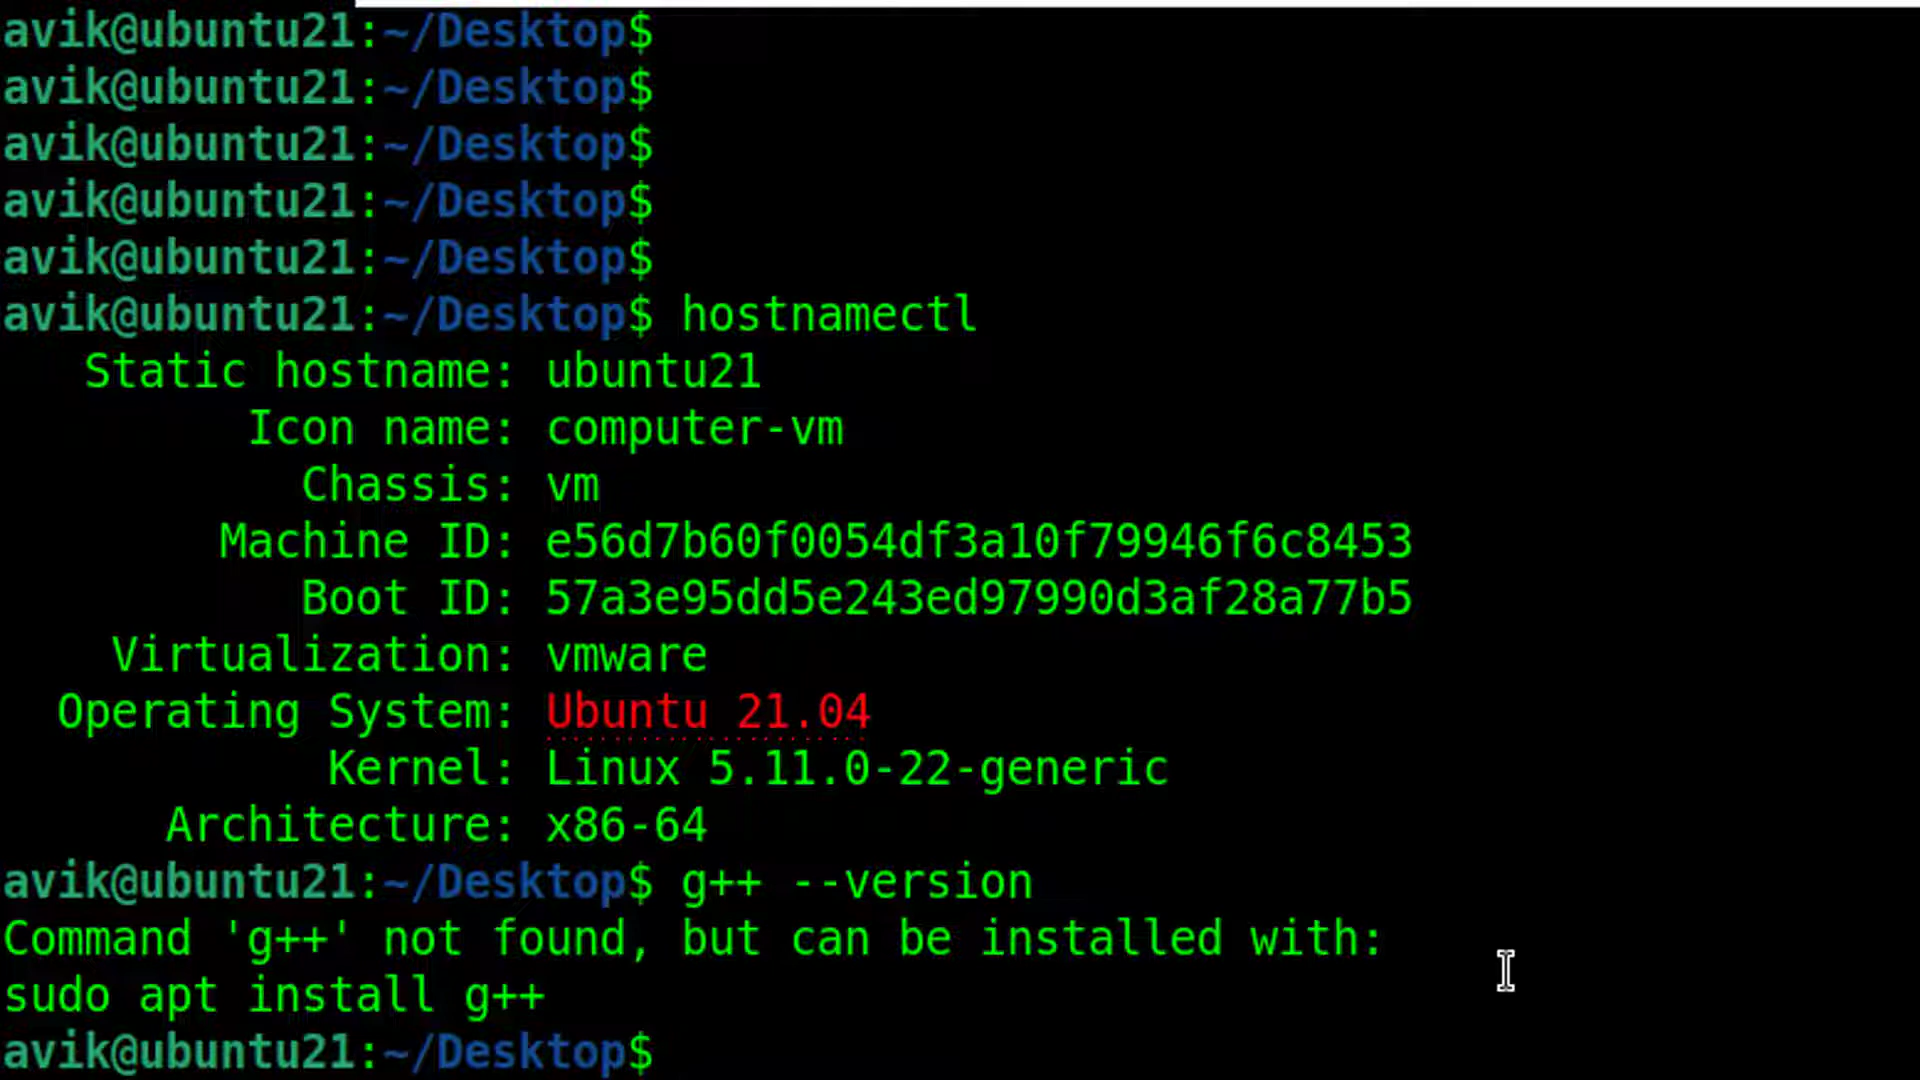 avik@ubuntu21:~/Desktop$
avik@ubuntu21:~/Desktop$
avik@ubuntu21:~/Desktop$
avik@ubuntu21:~/Desktop$
avik@ubuntu21:~/Desktop$
avik@ubuntu21:~/Desktop$ hostnamectl
Static hostname: ubuntu21
Icon name: computer-vm
Chassis: vm
Machine ID: e56d7b60f0054df3a10f79946f6c8453
Boot ID: 57a3e95dd5e243ed97990d3af28a77b5
Virtualization: vmware
Operating System: Ubuntu 21.04
Kernel: Linux 5.11.0-22-generic
Architecture: x86-64
avik@ubuntu21:~/Desktop$ g++ --version
Command 'g++' not found, but can be installed with:
sudo apt install g++
avik@ubuntu21:~/Desktop$